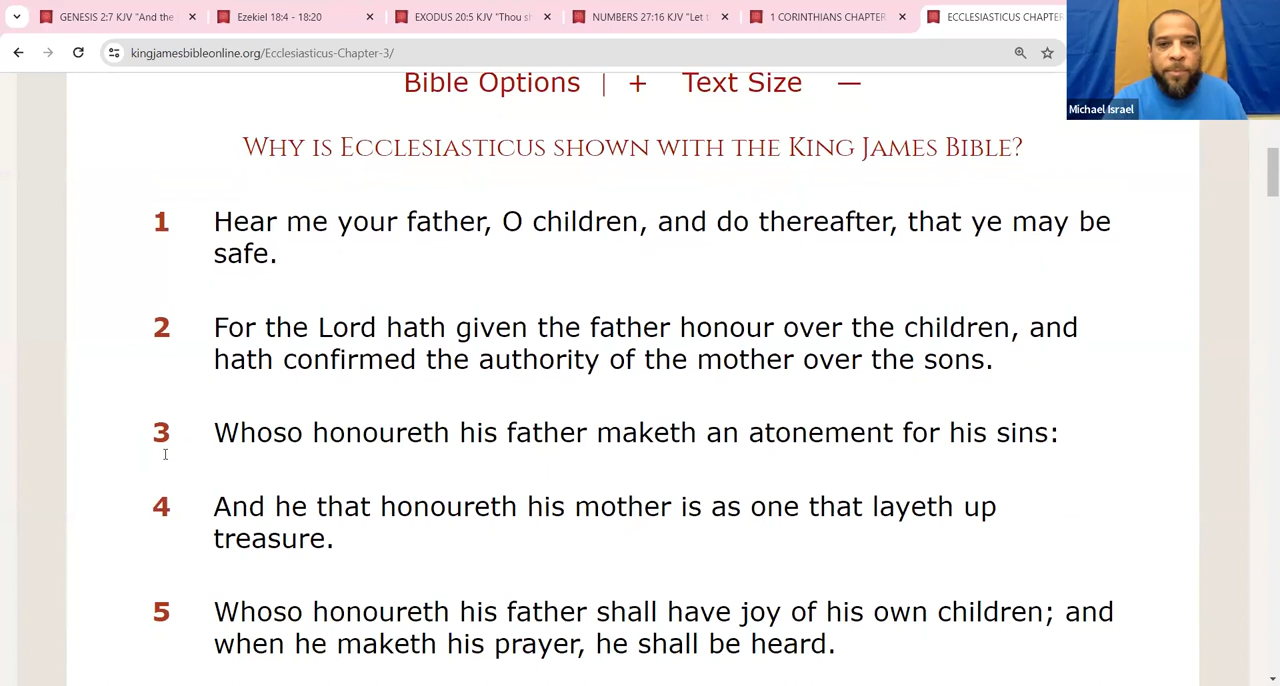 GENESIS 2:7 KJV "And the
Ezekiel 18:4 - 18:20
EXODUS 20:5 KJV "Thou sh
NUMBERS 27:16 KJV "Let t
1 CORINTHIANS CHAPTER
ECCLESIASTICUS CHAPTER
kingjamesbibleonline.org/Ecclesiasticus-Chapter-3/
Michael Israel
Bible Options | + Text Size —
Why is Ecclesiasticus shown with the King James Bible?
1 Hear me your father, O children, and do thereafter, that ye may be
safe.
2 For the Lord hath given the father honour over the children, and
hath confirmed the authority of the mother over the sons.
3 Whoso honoureth his father maketh an atonement for his sins:
4 And he that honoureth his mother is as one that layeth up
treasure.
5 Whoso honoureth his father shall have joy of his own children; and
when he maketh his prayer, he shall be heard.